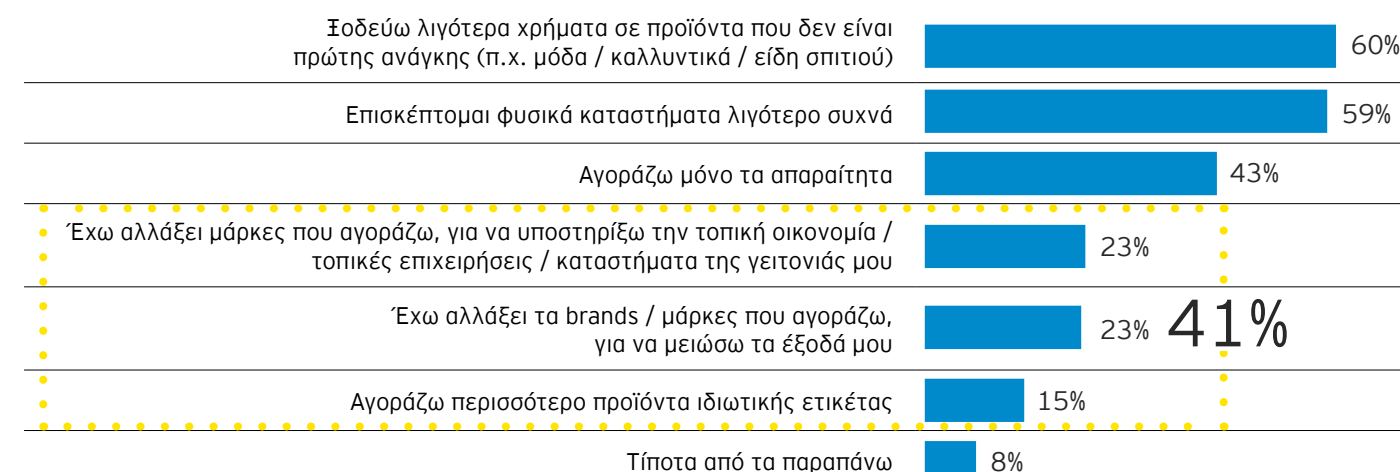 Ξοδεύω λιγότερα χρήματα σε προϊόντα που δεν είναι
πρώτης ανάγκης (π.χ. μόδα / καλλυντικά / είδη σπιτιού)
60%
Επισκέπτομαι φυσικά καταστήματα λιγότερο συχνά
59%
Αγοράζω μόνο τα απαραίτητα
43%
Έχω αλλάξει μάρκες που αγοράζω, για να υποστηρίξω την τοπική οικονομία /
τοπικές επιχειρήσεις / καταστήματα της γειτονιάς μου
23%
Έχω αλλάξει τα brands / μάρκες που αγοράζω,
για να μειώσω τα έξοδά μου
23%
41%
Αγοράζω περισσότερο προϊόντα ιδιωτικής ετικέτας
15%
Τίποτα από τα παραπάνω
8%